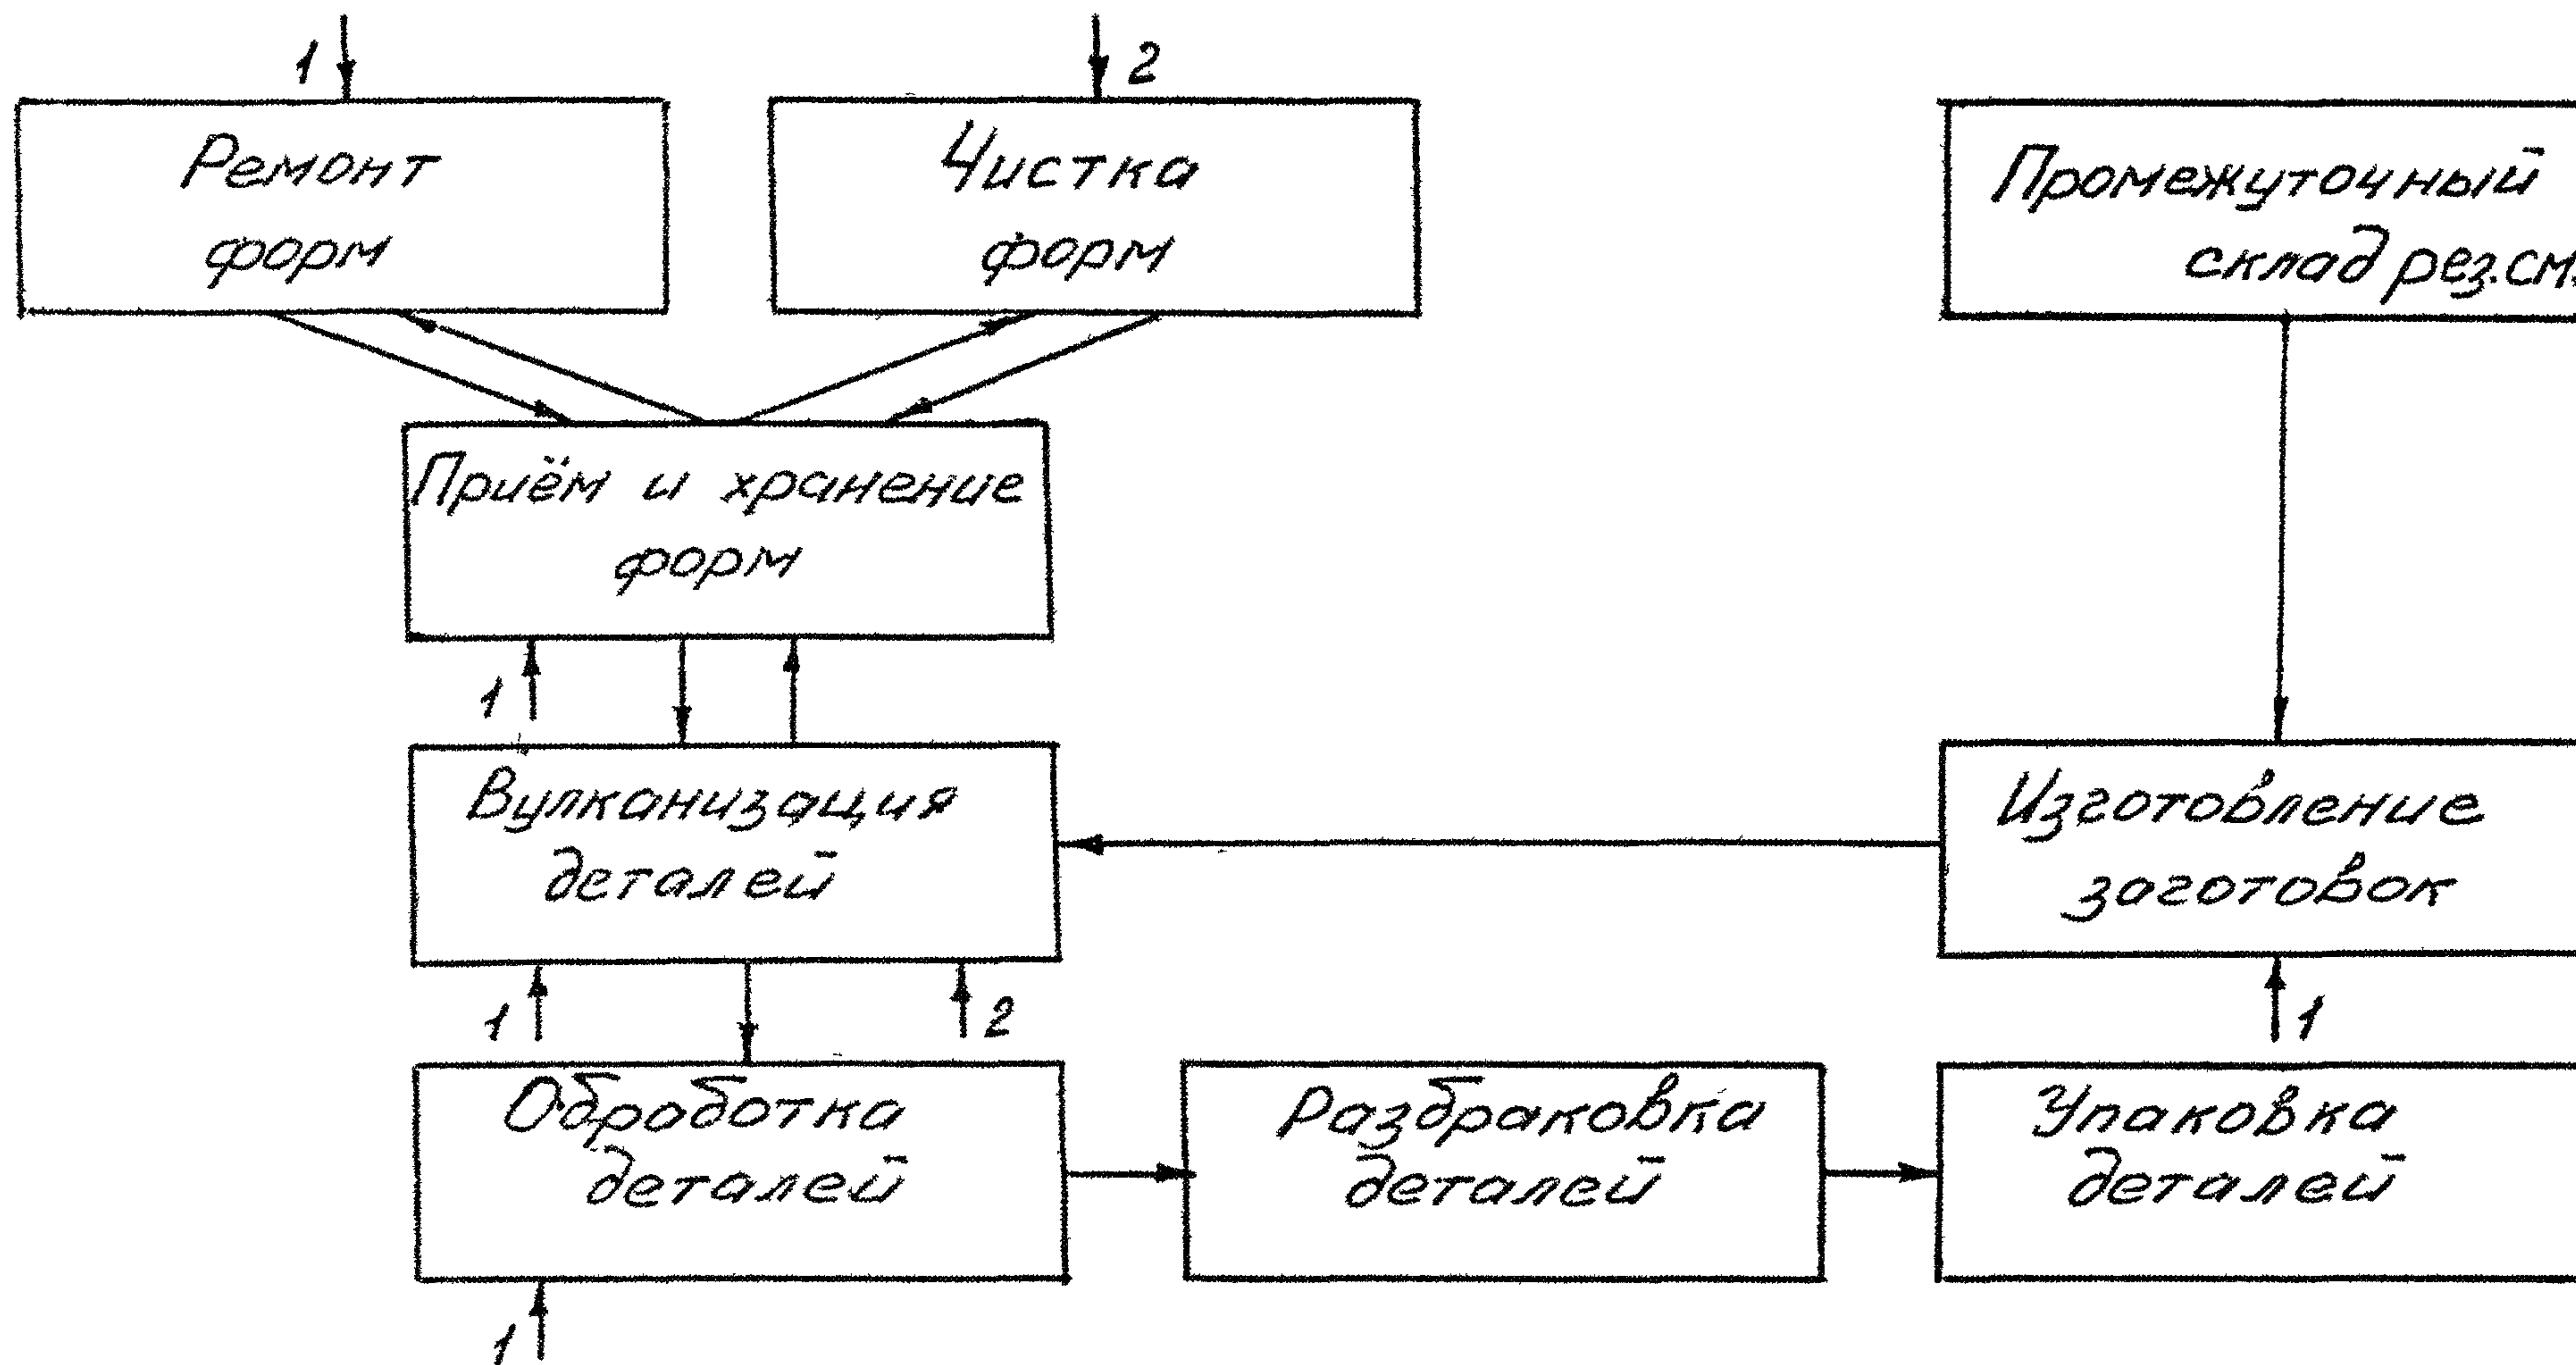 1
2
Ремонт
форм
Чистка
форм
Промежуточный
склад рез.см.
Приём и хранение
форм
1
Вулканизация
деталей
Изготовление
заготовок
1
2
1
Обработка
деталей
Разбраковка
деталей
Упаковка
деталей
1